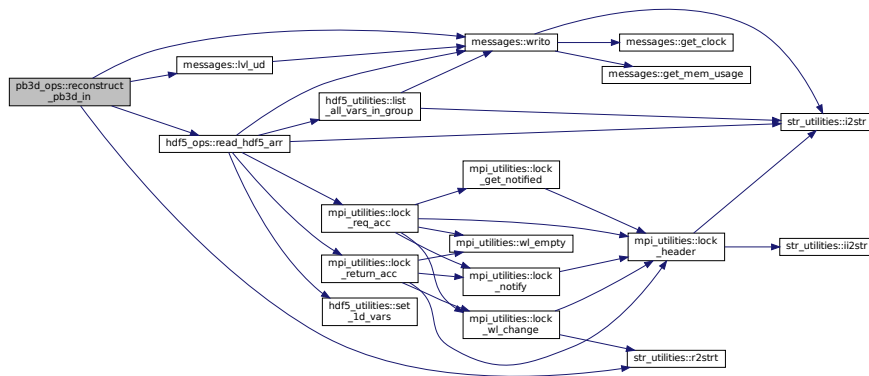 pb3d_ops::reconstruct
_pb3d_in
messages::lvl_ud
hdf5_ops::read_hdf5_arr
hdf5_utilities::list
_all_vars_in_group
mpi_utilities::lock
_req_acc
mpi_utilities::lock
_return_acc
hdf5_utilities::set
_1d_vars
messages::writo
mpi_utilities::lock
_get_notified
mpi_utilities::wl_empty
mpi_utilities::lock
_notify
mpi_utilities::lock
_wl_change
messages::get_clock
messages::get_mem_usage
mpi_utilities::lock
_header
str_utilities::r2strt
str_utilities::i2str
str_utilities::ii2str